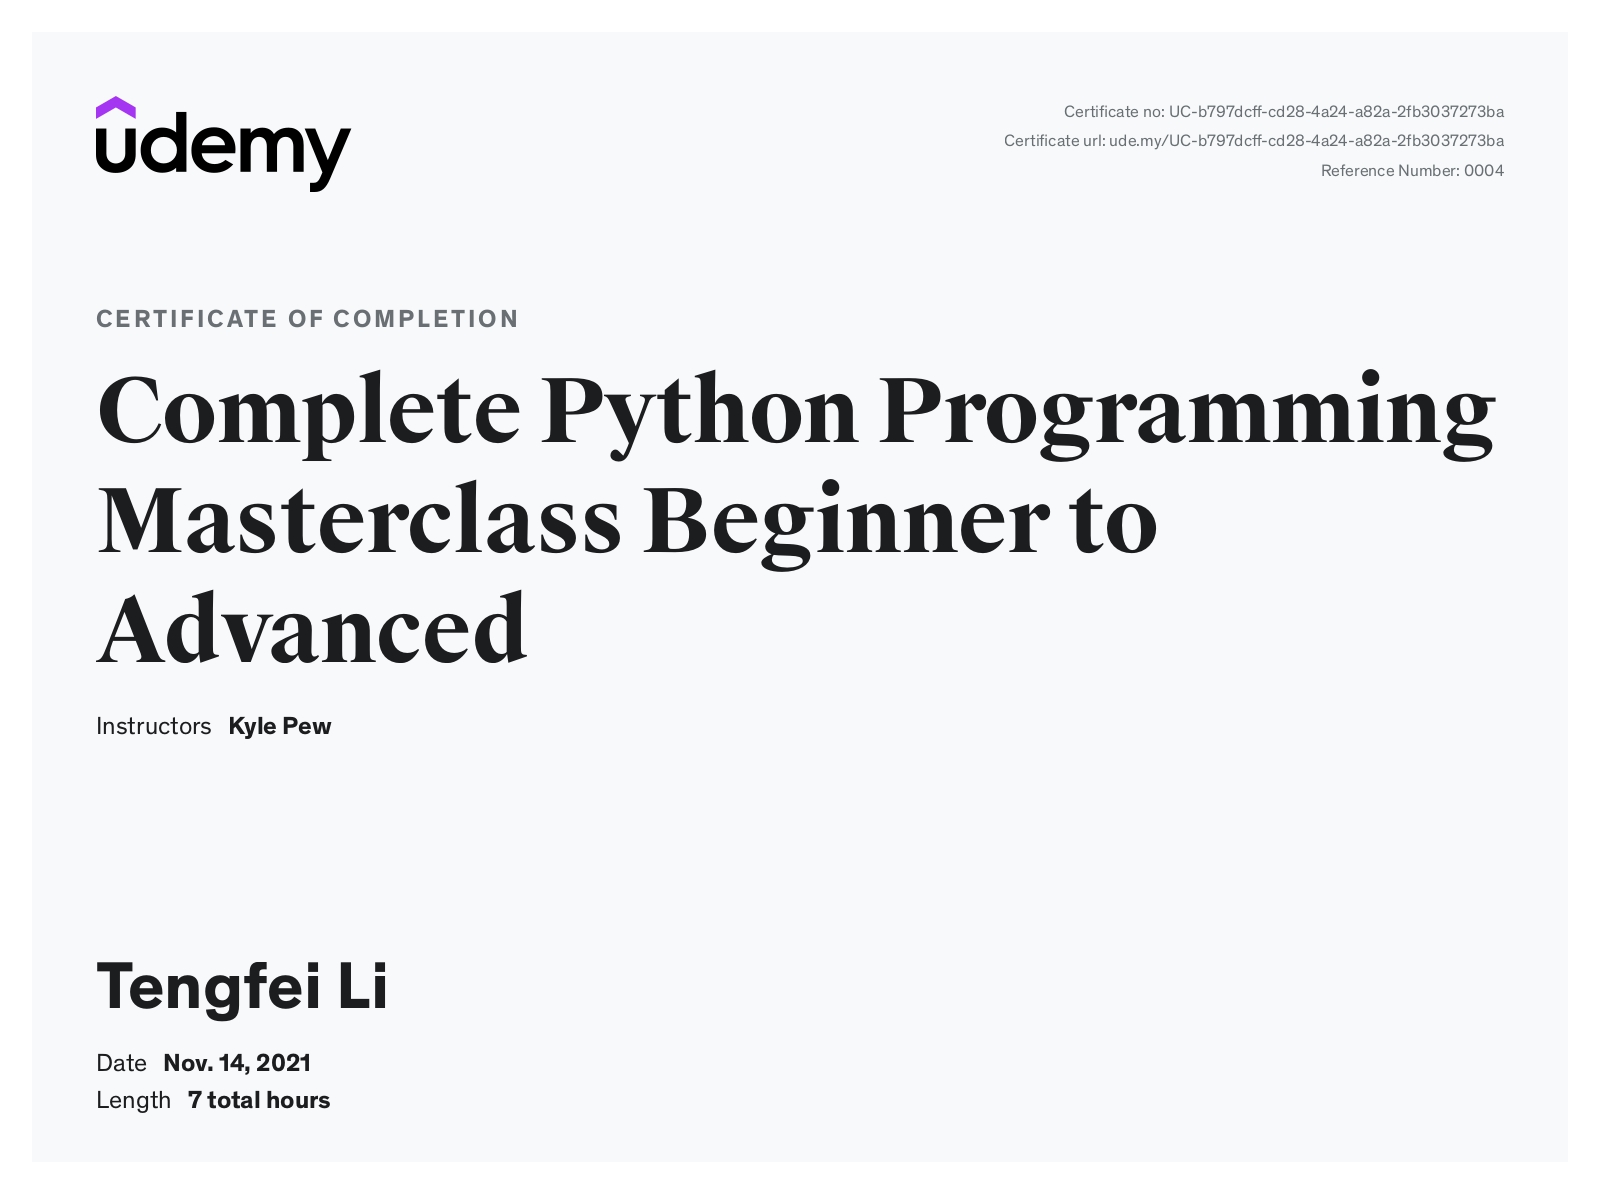 udemy
Certificate no: UC-b797dcff-cd28-4a24-a82a-2fb3037273ba
Certificate url: ude.my/UC-b797dcff-cd28-4a24-a82a-2fb3037273ba
Reference Number: 0004
CERTIFICATE OF COMPLETION
Complete Python Programming
Masterclass Beginner to
Advanced
Instructors Kyle Pew
Tengfei Li
Date Nov. 14, 2021
Length 7 total hours